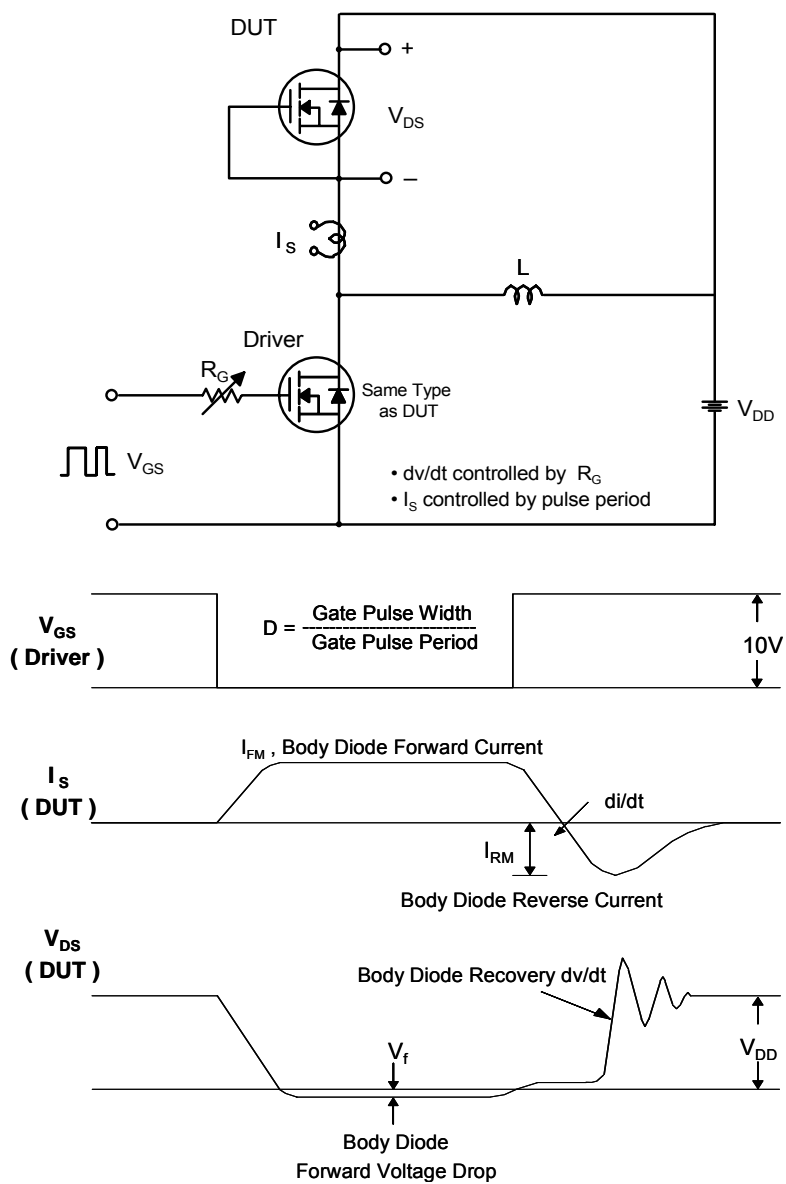 DUT
+
V_DS
–
I_S
L
Driver
R_G
Same Type
as DUT
V_DD
V_GS
• dv/dt controlled by R_G
• I_S controlled by pulse period
V_GS
( Driver )
D = Gate Pulse Width
Gate Pulse Period
10V
I_FM , Body Diode Forward Current
I_S
( DUT )
di/dt
I_RM
Body Diode Reverse Current
V_DS
( DUT )
Body Diode Recovery dv/dt
V_f
V_DD
Body Diode
Forward Voltage Drop